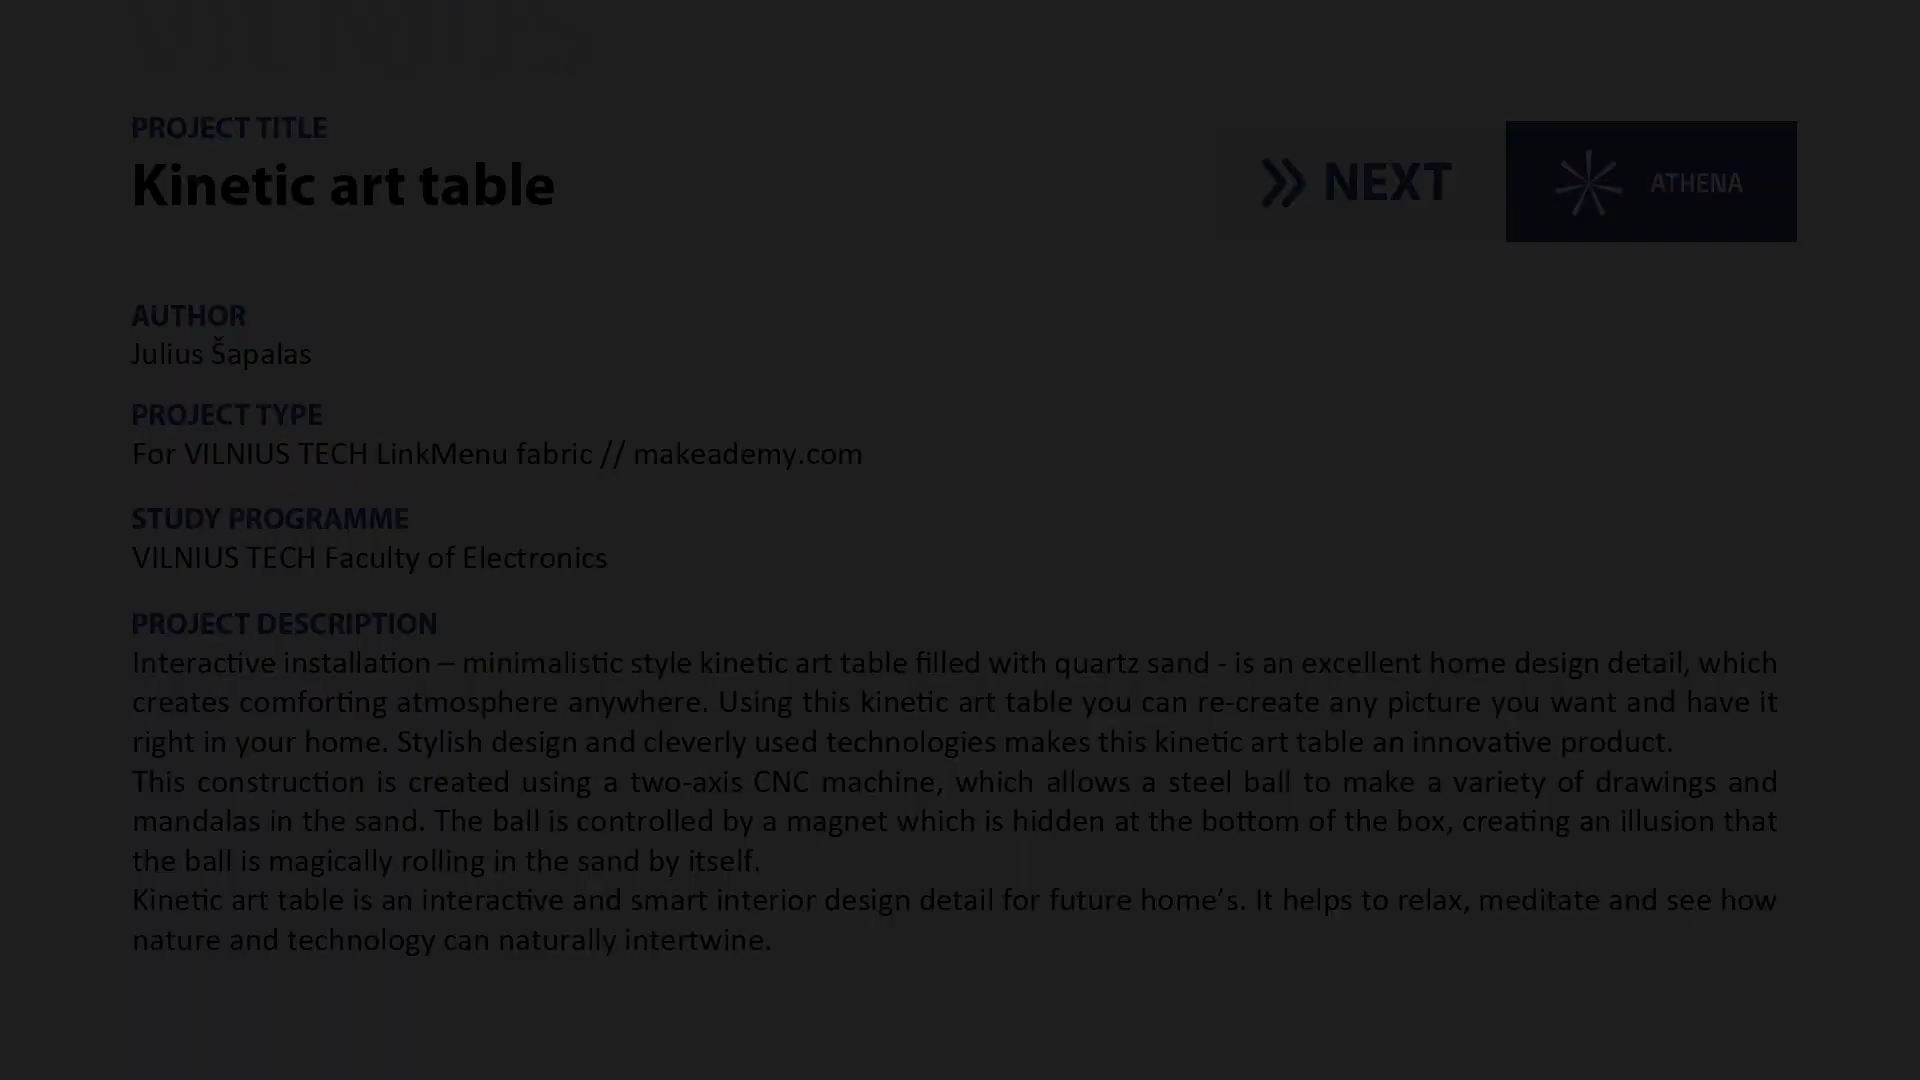 PROJECT TITLE
Kinetic art table
NEXT
ATHENA
AUTHOR
Julius Šapalas
PROJECT TYPE
For VILNIUS TECH LinkMenu fabric // makeademy.com
STUDY PROGRAMME
VILNIUS TECH Faculty of Electronics
PROJECT DESCRIPTION
Interactive installation – minimalistic style kinetic art table filled with quartz sand - is an excellent home design detail, which
creates comforting atmosphere anywhere. Using this kinetic art table you can re-create any picture you want and have it
right in your home. Stylish design and cleverly used technologies makes this kinetic art table an innovative product.
This construction is created using a two-axis CNC machine, which allows a steel ball to make a variety of drawings and
mandalas in the sand. The ball is controlled by a magnet which is hidden at the bottom of the box, creating an illusion that
the ball is magically rolling in the sand by itself.
Kinetic art table is an interactive and smart interior design detail for future home’s. It helps to relax, meditate and see how
nature and technology can naturally intertwine.